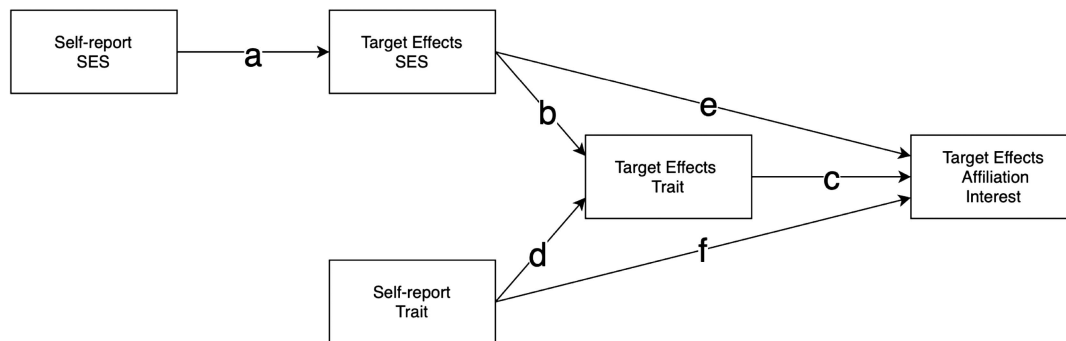 Self-report
SES
a
Target Effects
SES
b
e
Target Effects
Trait
c
Target Effects
Affiliation
Interest
d
f
Self-report
Trait